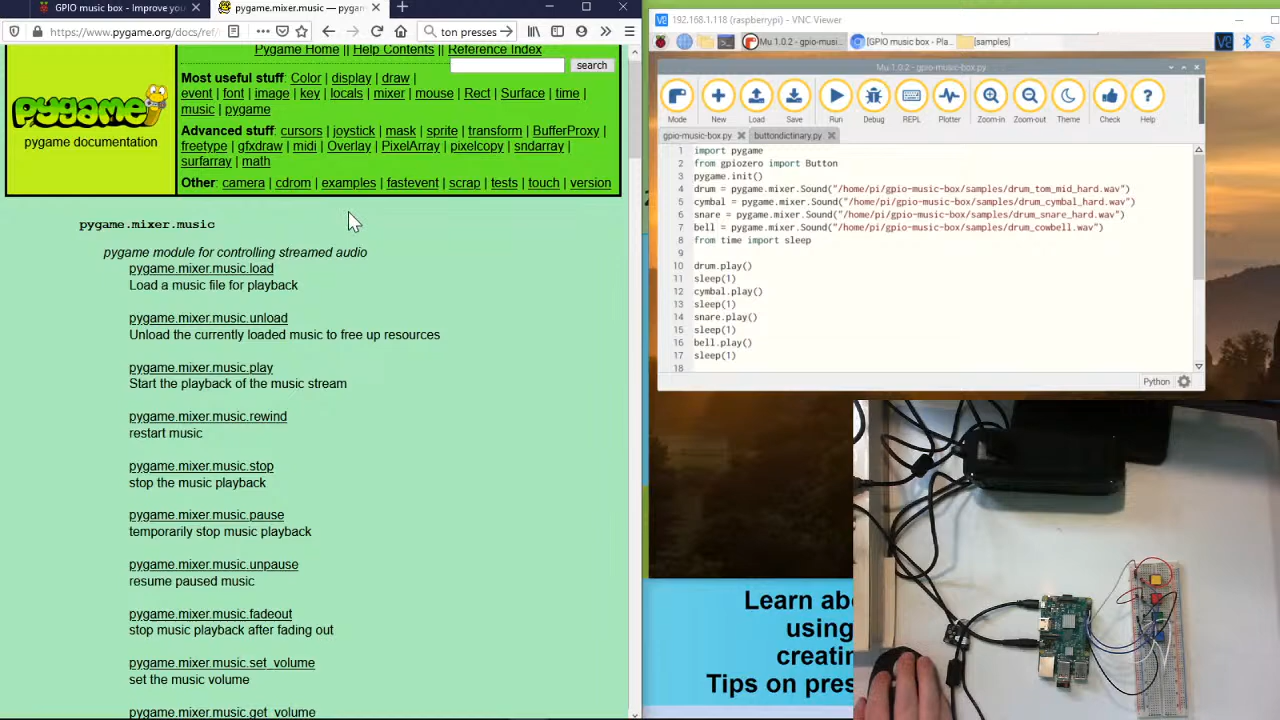 GPIO music box - Improve you
pygame.mixer.music — pygam
https://www.pygame.org/docs/ref/
ton presses
Pygame Home || Help Contents || Reference Index
search
Most useful stuff: Color | display | draw |
event | font | image | key | locals | mixer | mouse | Rect | Surface | time |
music | pygame
Advanced stuff: cursors | joystick | mask | sprite | transform | BufferProxy |
freetype | gfxdraw | midi | Overlay | PixelArray | pixelcopy | sndarray |
surfarray | math
Other: camera | cdrom | examples | fastevent | scrap | tests | touch | version
pygame
pygame documentation
pygame.mixer.music
pygame module for controlling streamed audio
pygame.mixer.music.load
Load a music file for playback
pygame.mixer.music.unload
Unload the currently loaded music to free up resources
pygame.mixer.music.play
Start the playback of the music stream
pygame.mixer.music.rewind
restart music
pygame.mixer.music.stop
stop the music playback
pygame.mixer.music.pause
temporarily stop music playback
pygame.mixer.music.unpause
resume paused music
pygame.mixer.music.fadeout
stop music playback after fading out
pygame.mixer.music.set_volume
set the music volume
pygame.mixer.music.get_volume
192.168.1.118 (raspberrypi) - VNC Viewer
Mu 1.0.2 - gpio-musi...
[GPIO music box - Pla...
[samples]
Mu 1.0.2 - gpio-music-box.py
Mode New Load Save Run Debug REPL Plotter Zoom-in Zoom-out Theme Check Help
gpio-music-box.py
buttondictinary.py
1 import pygame
2 from gpiozero import Button
3 pygame.init()
4 drum = pygame.mixer.Sound("/home/pi/gpio-music-box/samples/drum_tom_mid_hard.wav")
5 cymbal = pygame.mixer.Sound("/home/pi/gpio-music-box/samples/drum_cymbal_hard.wav")
6 snare = pygame.mixer.Sound("/home/pi/gpio-music-box/samples/drum_snare_hard.wav")
7 bell = pygame.mixer.Sound("/home/pi/gpio-music-box/samples/drum_cowbell.wav")
8 from time import sleep
9
10 drum.play()
11 sleep(1)
12 cymbal.play()
13 sleep(1)
14 snare.play()
15 sleep(1)
16 bell.play()
17 sleep(1)
18
Python
Learn abo
using
creatin
Tips on pres